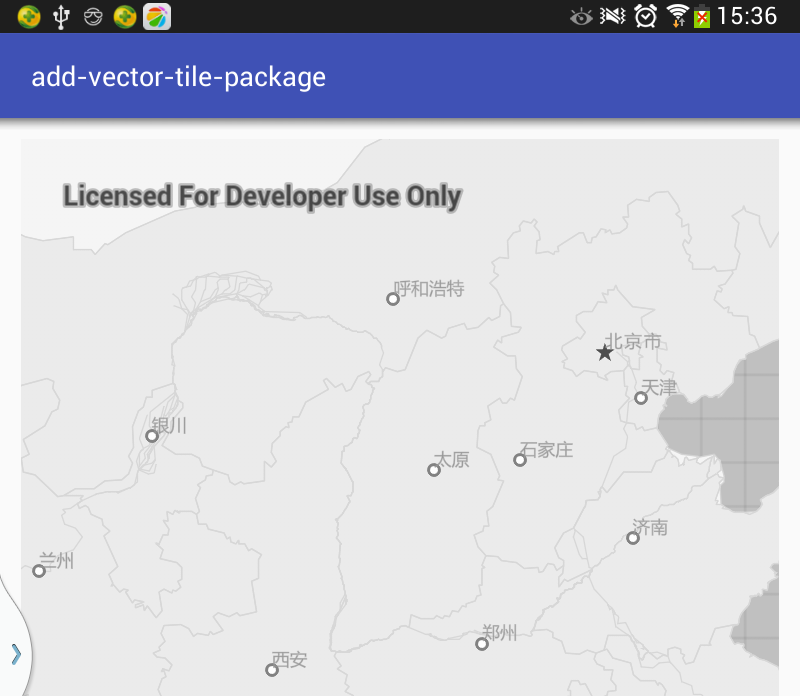 15:36
add-vector-tile-package
Licensed For Developer Use Only
呼和浩特
北京市
天津
银川
石家庄
太原
济南
兰州
郑州
西安